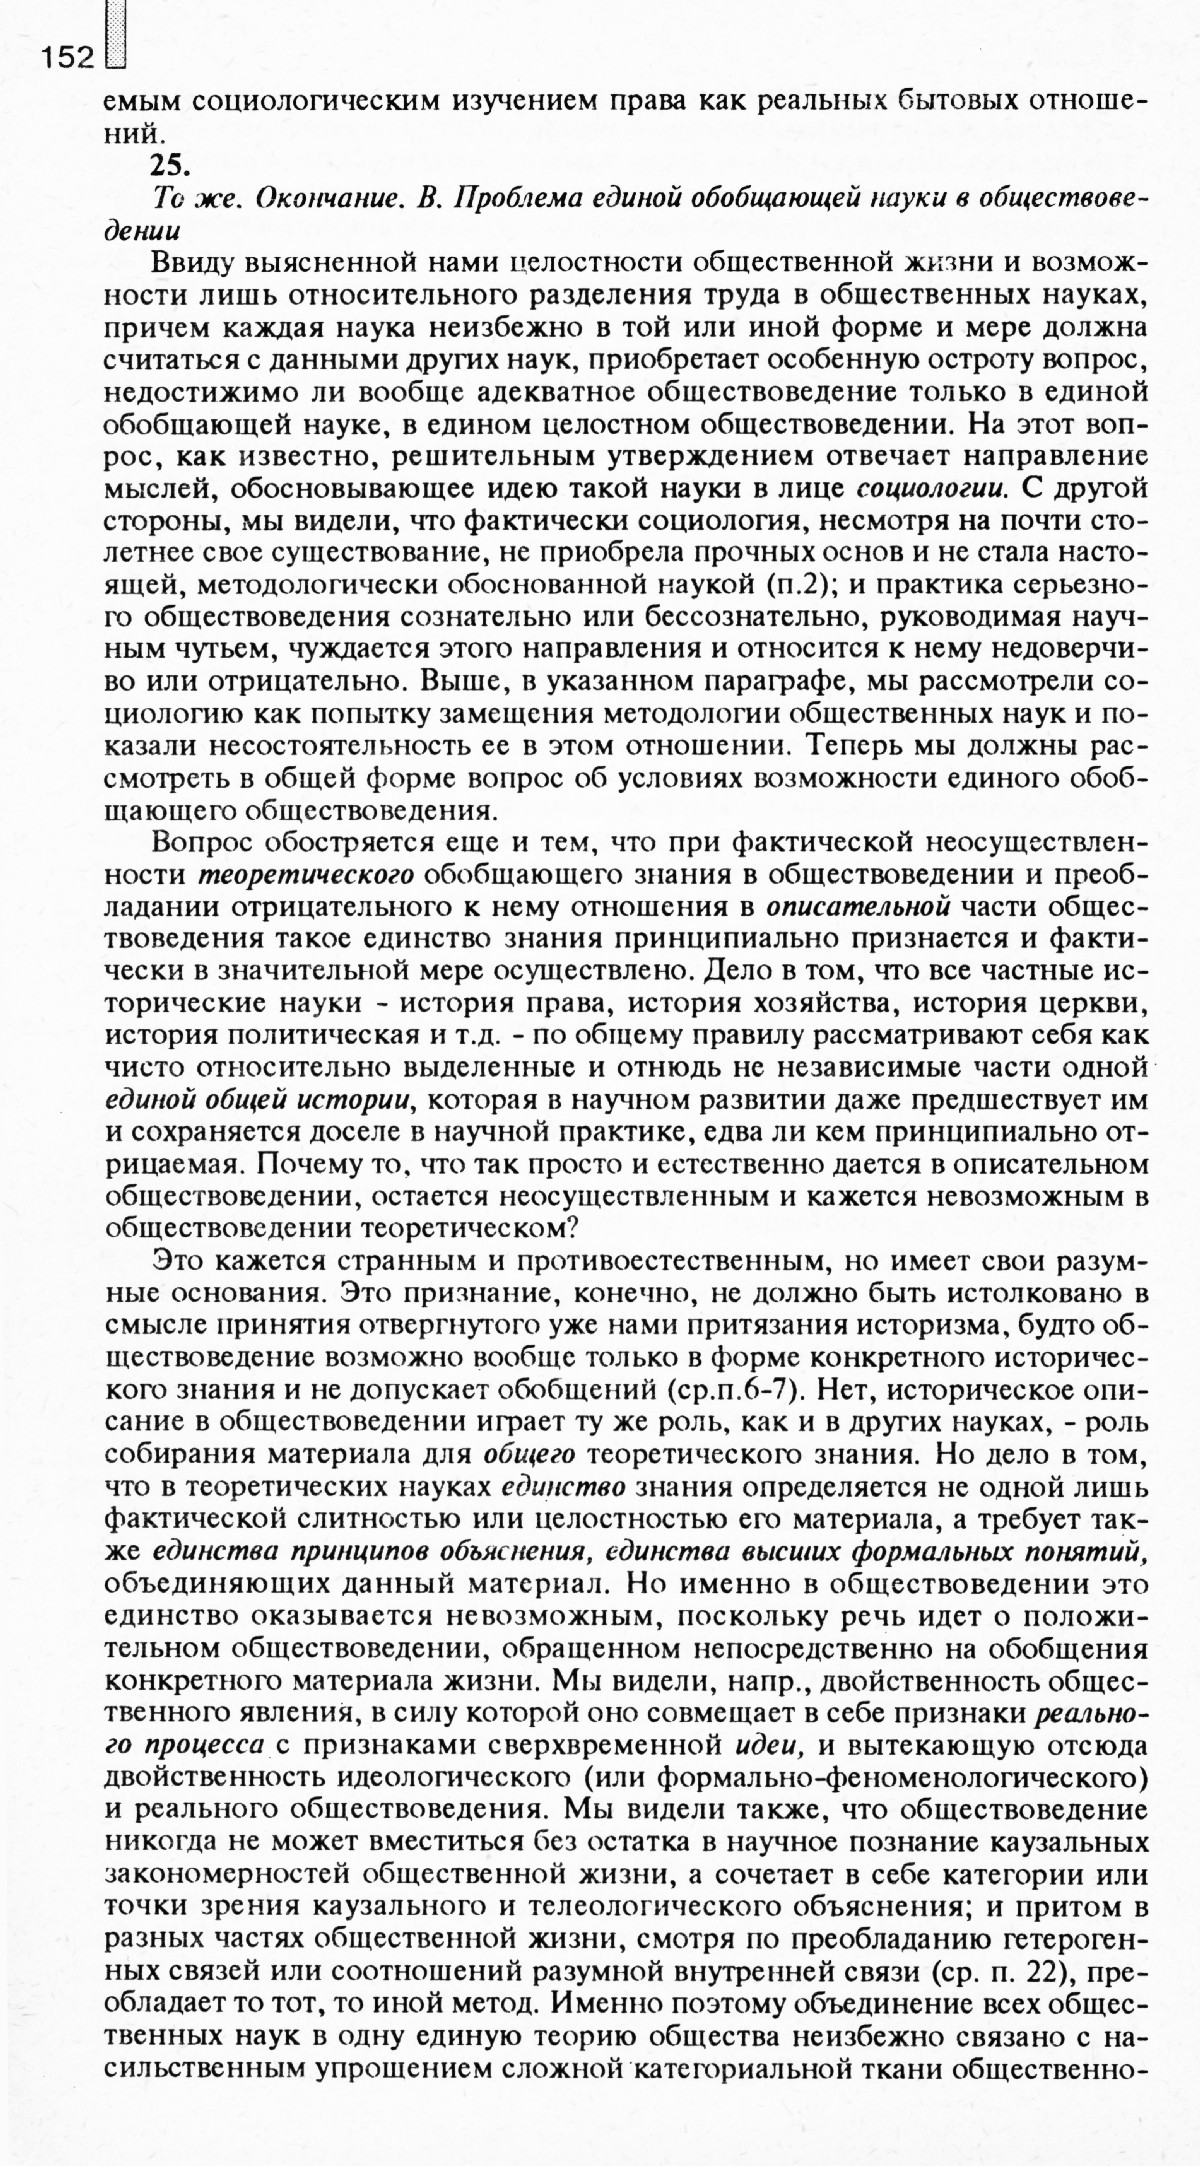 152
емым социологическим изучением права как реальных бытовых отноше-
ний.
25.
То же. Окончание. В. Проблема единой обобщающей науки в обществове-
дении
Ввиду выясненной нами целостности общественной жизни и возмож-
ности лишь относительного разделения труда в общественных науках,
причем каждая наука неизбежно в той или иной форме и мере должна
считаться с данными других наук, приобретает особенную остроту вопрос,
недостижимо ли вообще адекватное обществоведение только в единой
обобщающей науке, в едином целостном обществоведении. На этот воп-
рос, как известно, решительным утверждением отвечает направление
мыслей, обосновывающее идею такой науки в лице социологии. С другой
стороны, мы видели, что фактически социология, несмотря на почти сто-
летнее свое существование, не приобрела прочных основ и не стала насто-
ящей, методологически обоснованной наукой (п.2); и практика серьезно-
го обществоведения сознательно или бессознательно, руководимая науч-
ным чутьем, чуждается этого направления и относится к нему недоверчи-
во или отрицательно. Выше, в указанном параграфе, мы рассмотрели со-
циологию как попытку замещения методологии общественных наук и по-
казали несостоятельность ее в этом отношении. Теперь мы должны рас-
смотреть в общей форме вопрос об условиях возможности единого обоб-
щающего обществоведения.
Вопрос обостряется еще и тем, что при фактической неосуществлен-
ности теоретического обобщающего знания в обществоведении и преоб-
ладании отрицательного к нему отношения в описательной части общес-
твоведения такое единство знания принципиально признается и факти-
чески в значительной мере осуществлено. Дело в том, что все частные ис-
торические науки - история права, история хозяйства, история церкви,
история политическая и т.д. - по общему правилу рассматривают себя как
чисто относительно выделенные и отнюдь не независимые части одной
единой общей истории, которая в научном развитии даже предшествует им
и сохраняется доселе в научной практике, едва ли кем принципиально от-
рицаемая. Почему то, что так просто и естественно дается в описательном
обществоведении, остается неосуществленным и кажется невозможным в
обществоведении теоретическом?
Это кажется странным и противоестественным, но имеет свои разум-
ные основания. Это признание, конечно, не должно быть истолковано в
смысле принятия отвергнутого уже нами притязания историзма, будто об-
ществоведение возможно вообще только в форме конкретного историчес-
кого знания и не допускает обобщений (ср.п.6-7). Нет, историческое опи-
сание в обществоведении играет ту же роль, как и в других науках, - роль
собирания материала для общего теоретического знания. Но дело в том,
что в теоретических науках единство знания определяется не одной лишь
фактической слитностью или целостностью его материала, а требует так-
же единства принципов объяснения, единства высших формальных понятий,
объединяющих данный материал. Но именно в обществоведении это
единство оказывается невозможным, поскольку речь идет о положи-
тельном обществоведении, обращенном непосредственно на обобщения
конкретного материала жизни. Мы видели, напр., двойственность общес-
твенного явления, в силу которой оно совмещает в себе признаки реально-
го процесса с признаками сверхвременной идеи, и вытекающую отсюда
двойственность идеологического (или формально-феноменологического)
и реального обществоведения. Мы видели также, что обществоведение
никогда не может вместиться без остатка в научное познание каузальных
закономерностей общественной жизни, а сочетает в себе категории или
точки зрения каузального и телеологического объяснения; и притом в
разных частях общественной жизни, смотря по преобладанию гетероген-
ных связей или соотношений разумной внутренней связи (ср. п. 22), пре-
обладает то тот, то иной метод. Именно поэтому объединение всех общес-
твенных наук в одну единую теорию общества неизбежно связано с на-
сильственным упрощением сложной категориальной ткани общественно-